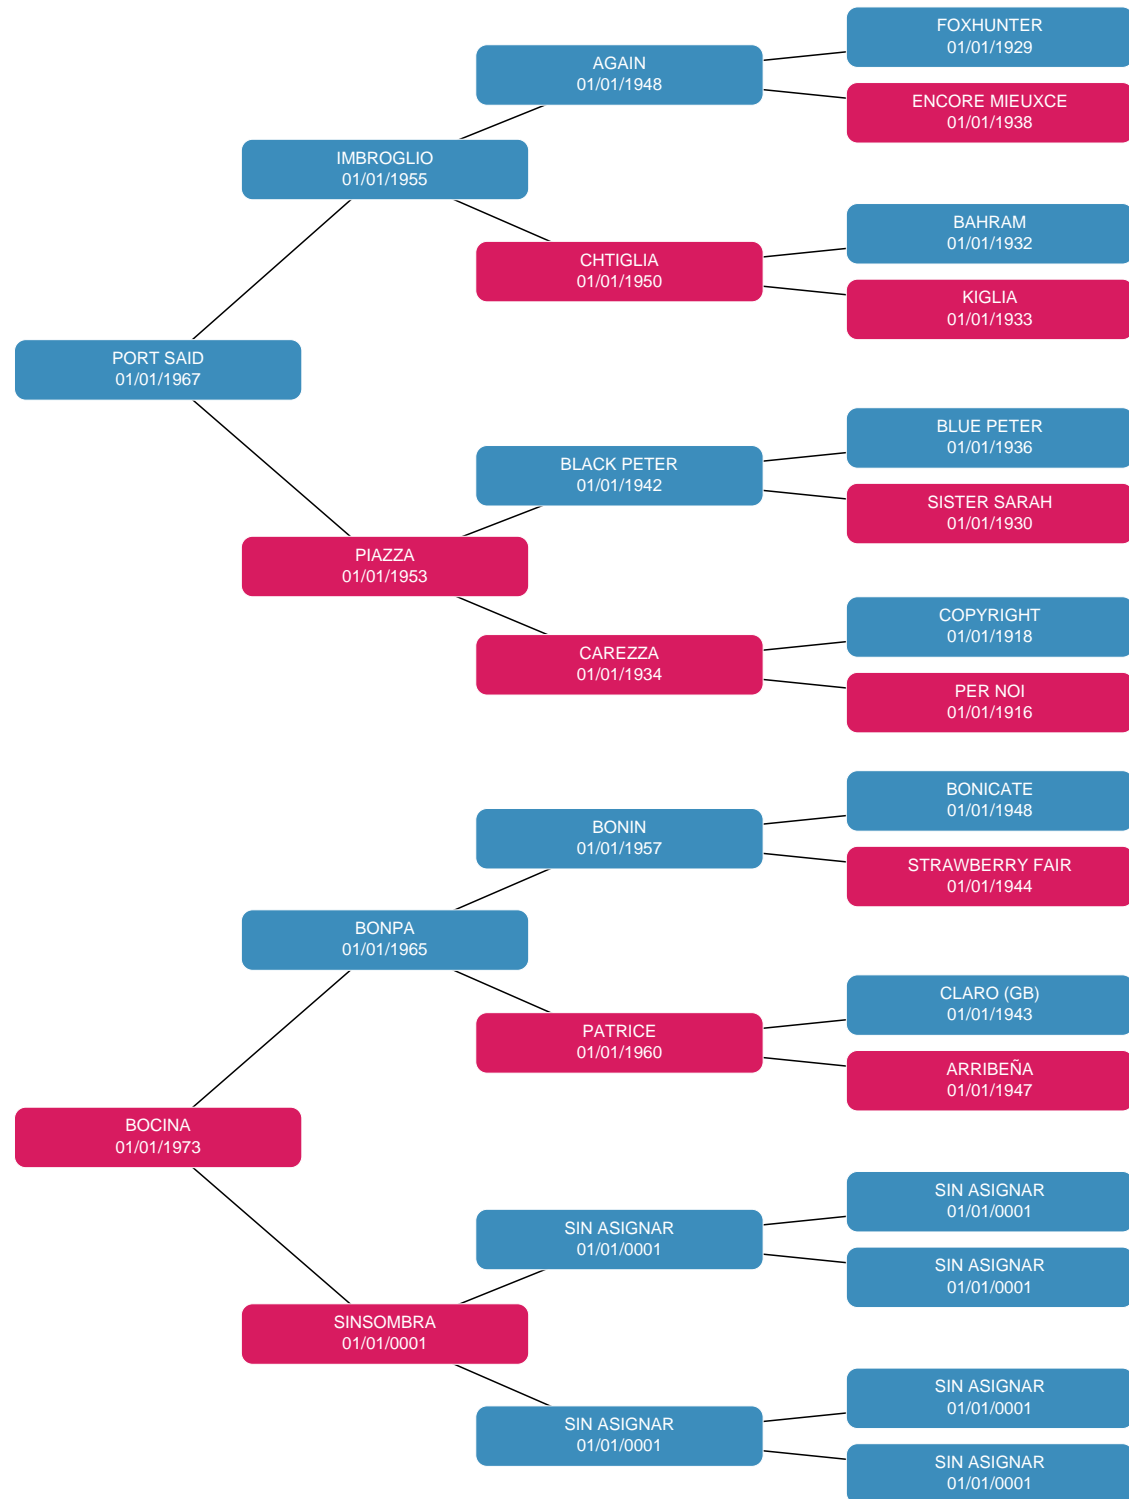 FOXHUNTER
01/01/1929
AGAIN
01/01/1948
ENCORE MIEUXCE
01/01/1938
IMBROGLIO
01/01/1955
BAHRAM
01/01/1932
CHTIGLIA
01/01/1950
KIGLIA
01/01/1933
PORT SAID
01/01/1967
BLUE PETER
01/01/1936
BLACK PETER
01/01/1942
SISTER SARAH
01/01/1930
PIAZZA
01/01/1953
COPYRIGHT
01/01/1918
CAREZZA
01/01/1934
PER NOI
01/01/1916
BONICATE
01/01/1948
BONIN
01/01/1957
STRAWBERRY FAIR
01/01/1944
BONPA
01/01/1965
CLARO (GB)
01/01/1943
PATRICE
01/01/1960
ARRIBEÑA
01/01/1947
BOCINA
01/01/1973
SIN ASIGNAR
01/01/0001
SIN ASIGNAR
01/01/0001
SIN ASIGNAR
01/01/0001
SINSOMBRA
01/01/0001
SIN ASIGNAR
01/01/0001
SIN ASIGNAR
01/01/0001
SIN ASIGNAR
01/01/0001